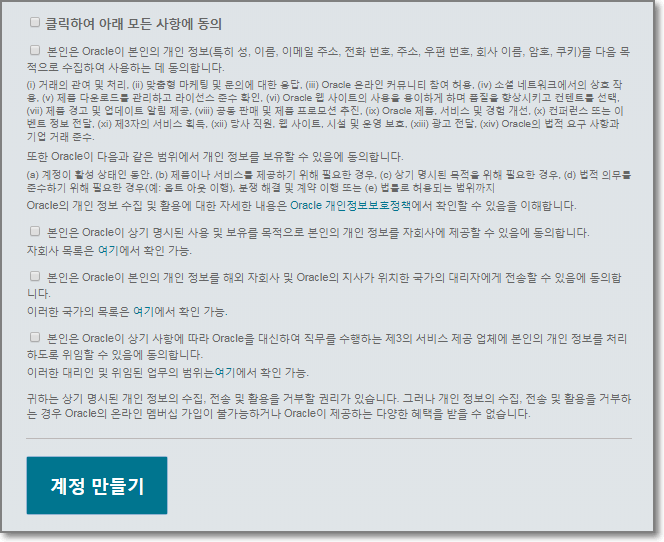 클릭하여 아래 모든 사항에 동의
본인은 Oracle이 본인의 개인 정보(특히 성, 이름, 이메일 주소, 전화 번호, 주소, 우편 번호, 회사 이름, 암호, 쿠키)를 다음 목
적으로 수집하여 사용하는 데 동의합니다.
(i) 거래의 관여 및 처리, (ii) 맞춤형 마케팅 및 문의에 대한 응답, (iii) Oracle 온라인 커뮤니티 참여 허용, (iv) 소셜 네트워크에서의 상호 작
용, (v) 제품 다운로드를 관리하고 라이선스 준수 확인, (vi) Oracle 웹 사이트의 사용을 용이하게 하며 품질을 향상시키고 컨텐트를 선택,
(vii) 제품 경고 및 업데이트 알림 제공, (viii) 공동 판매 및 제품 프로모션 추진, (ix) Oracle 제품, 서비스 및 경험 개선, (x) 컨퍼런스 또는 이
벤트 정보 전달, (xi) 제3자의 서비스 획득, (xii) 당사 직원, 웹 사이트, 시설 및 운영 보호, (xiii) 광고 전달, (xiv) Oracle의 법적 요구 사항과
기업 거래 준수.
또한 Oracle이 다음과 같은 범위에서 개인 정보를 보유할 수 있음에 동의합니다.
(a) 계정이 활성 상태인 동안, (b) 제품이나 서비스를 제공하기 위해 필요한 경우, (c) 상기 명시된 목적을 위해 필요한 경우, (d) 법적 의무를
준수하기 위해 필요한 경우(예: 옵트 아웃 이행), 분쟁 해결 및 계약 이행 또는 (e) 법률로 허용되는 범위까지
Oracle의 개인 정보 수집 및 활용에 대한 자세한 내용은 Oracle 개인정보보호정책에서 확인할 수 있음을 이해합니다.
본인은 Oracle이 상기 명시된 사용 및 보유를 목적으로 본인의 개인 정보를 자회사에 제공할 수 있음에 동의합니다.
자회사 목록은 여기에서 확인 가능.
본인은 Oracle이 본인의 개인 정보를 해외 자회사 및 Oracle의 지사가 위치한 국가의 대리자에게 전송할 수 있음에 동의합
니다.
이러한 국가의 목록은 여기에서 확인 가능.
본인은 Oracle이 상기 사항에 따라 Oracle을 대신하여 직무를 수행하는 제3의 서비스 제공 업체에 본인의 개인 정보를 처리
하도록 위임할 수 있음에 동의합니다.
이러한 대리인 및 위임된 업무의 범위는여기에서 확인 가능.
귀하는 상기 명시된 개인 정보의 수집, 전송 및 활용을 거부할 권리가 있습니다. 그러나 개인 정보의 수집, 전송 및 활용을 거부하
는 경우 Oracle의 온라인 멤버십 가입이 불가능하거나 Oracle이 제공하는 다양한 혜택을 받을 수 없습니다.
계정 만들기